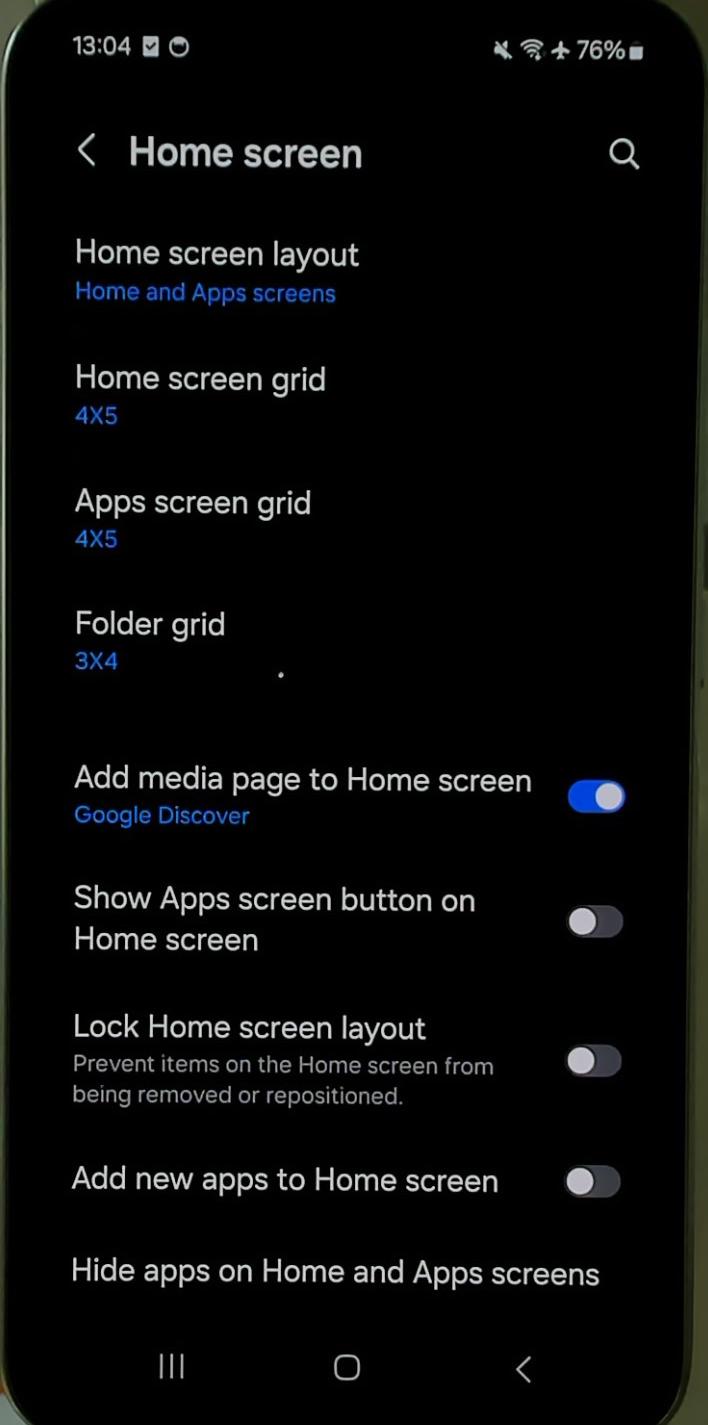 13:04 76%
Home screen
Home screen layout
Home and Apps screens
Home screen grid
4X5
Apps screen grid
4X5
Folder grid
3X4
Add media page to Home screen
Google Discover
Show Apps screen button on
Home screen
Lock Home screen layout
Prevent items on the Home screen from
being removed or repositioned.
Add new apps to Home screen
Hide apps on Home and Apps screens